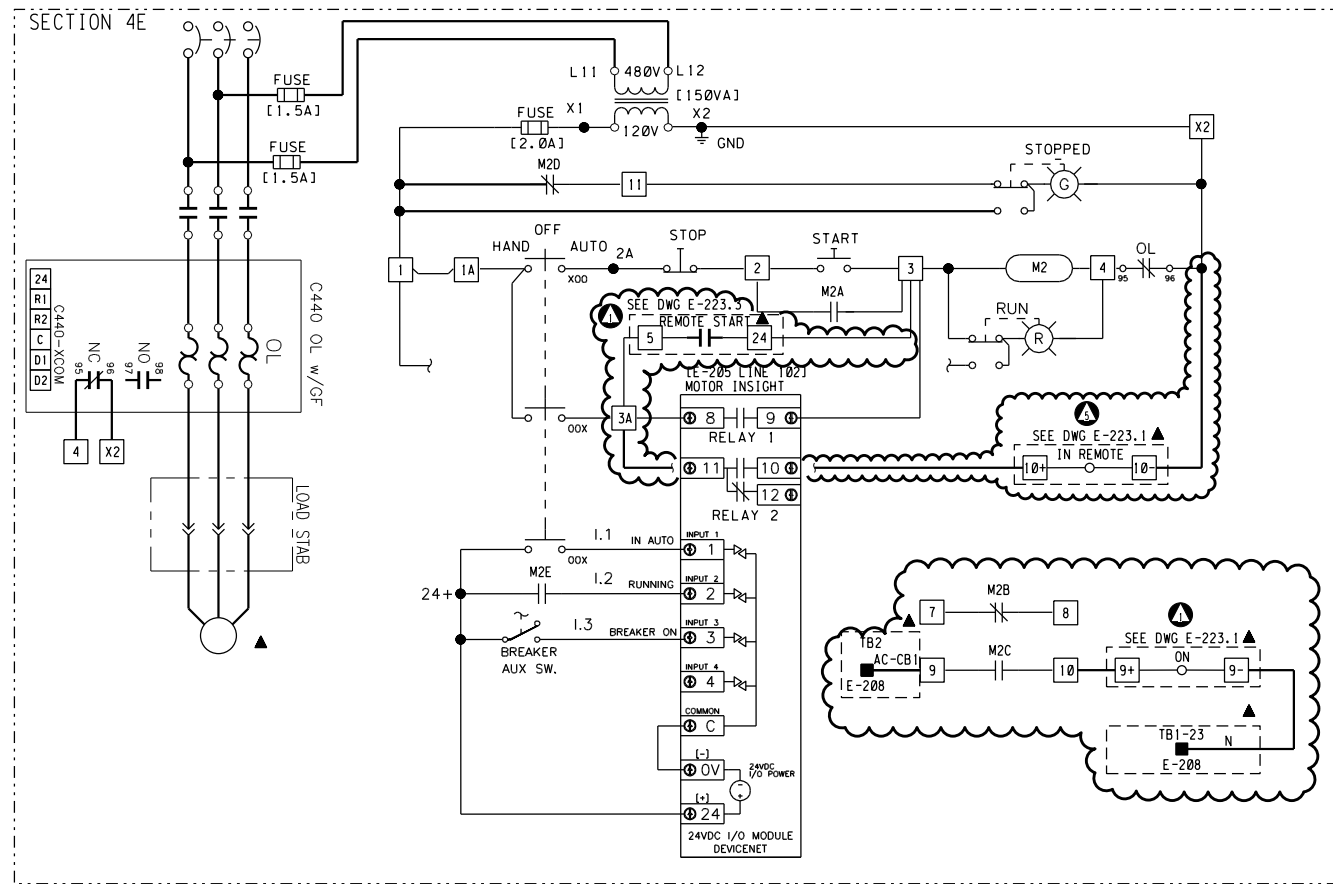 SECTION 4E
FUSE
[1.5A]
FUSE
[1.5A]
L11 480V L12
[150VA]
FUSE
[2.0A]
X1
120V
X2
GND
X2
M2D
11
STOPPED
G
HAND
OFF
AUTO
2A
STOP
START
1
1A
X00
2
3
M2
4
95
OL
96
M2A
RUN
R
1
SEE DWG E-223.3
REMOTE START
5
24
[E-205 LINE 102]
MOTOR INSIGHT
3A
00X
8
9
RELAY 1
11
10
12
RELAY 2
5
SEE DWG E-223.1
IN REMOTE
10+
10-
24
R1
R2
C
D1
D2
C440-XCOM
NC
95
96
NO
97
98
OL
C440 OL w/GF
4
X2
LOAD STAB
00X
I.1
IN AUTO
INPUT 1
1
24+
M2E
I.2
RUNNING
INPUT 2
2
I.3
BREAKER ON
INPUT 3
3
BREAKER
AUX SW.
INPUT 4
4
COMMON
C
[-]
0V
24VDC
I/O POWER
[+]
24
24VDC I/O MODULE
DEVICENET
7
M2B
8
1
SEE DWG E-223.1
TB2
AC-CB1
E-208
9
M2C
10
9+
ON
9-
TB1-23
N
E-208